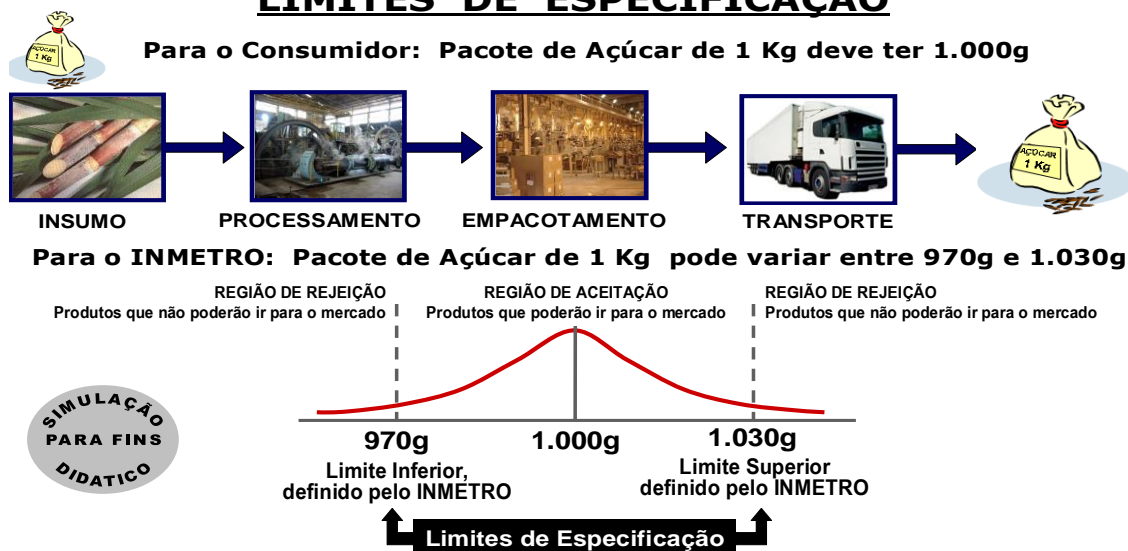 LIMITES DE ESPECIFICAÇÃO
AÇÚCAR
1 Kg
Para o Consumidor: Pacote de Açúcar de 1 Kg deve ter 1.000g
AÇÚCAR
1 Kg
INSUMO
PROCESSAMENTO
EMPACOTAMENTO
TRANSPORTE
Para o INMETRO: Pacote de Açúcar de 1 Kg pode variar entre 970g e 1.030g
REGIÃO DE REJEIÇÃO
Produtos que não poderão ir para o mercado
REGIÃO DE ACEITAÇÃO
Produtos que poderão ir para o mercado
REGIÃO DE REJEIÇÃO
Produtos que não poderão ir para o mercado
SIMULAÇÃO
PARA FINS
DIDATICO
970g
1.000g
1.030g
Limite Inferior,
definido pelo INMETRO
Limite Superior
definido pelo INMETRO
Limites de Especificação